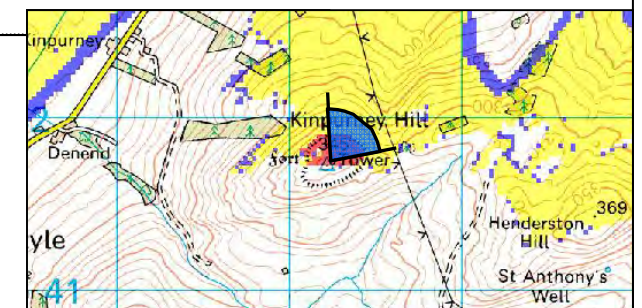 Kinpurney
Kinpurney Hill
Fort
Tower
Denend
300
369
Henderston
Hill
yle
St Anthony's
Well
41